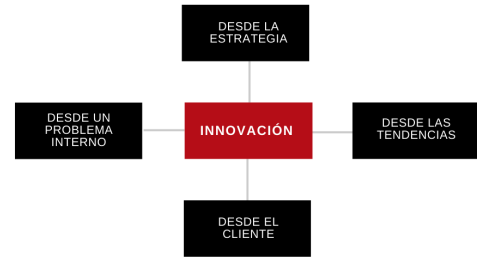 DESDE LA
ESTRATEGIA
DESDE UN
PROBLEMA
INTERNO
INNOVACIÓN
DESDE LAS
TENDENCIAS
DESDE EL
CLIENTE